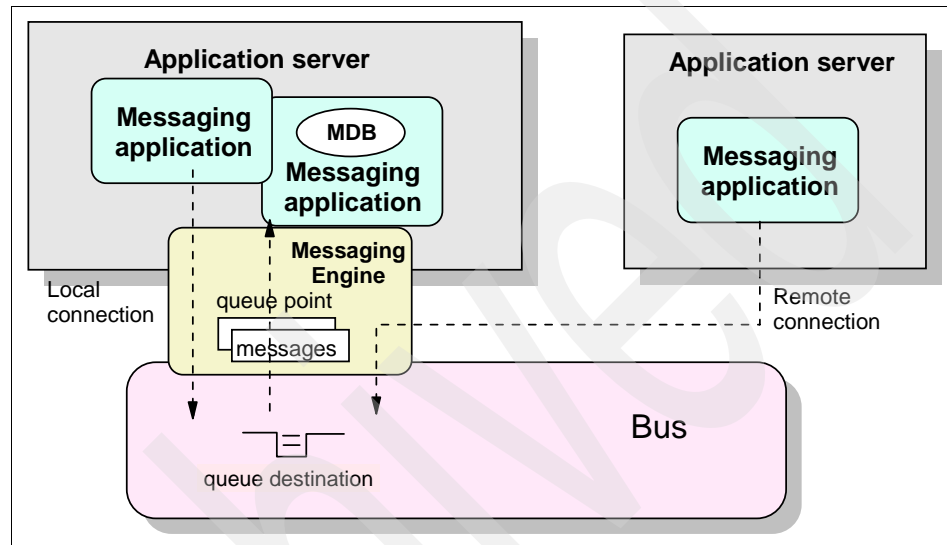 Application server
Messaging
application
MDB
Messaging
application
Messaging
Engine
queue point
messages
Local
connection
Application server
Messaging
application
Remote
connection
Bus
queue destination